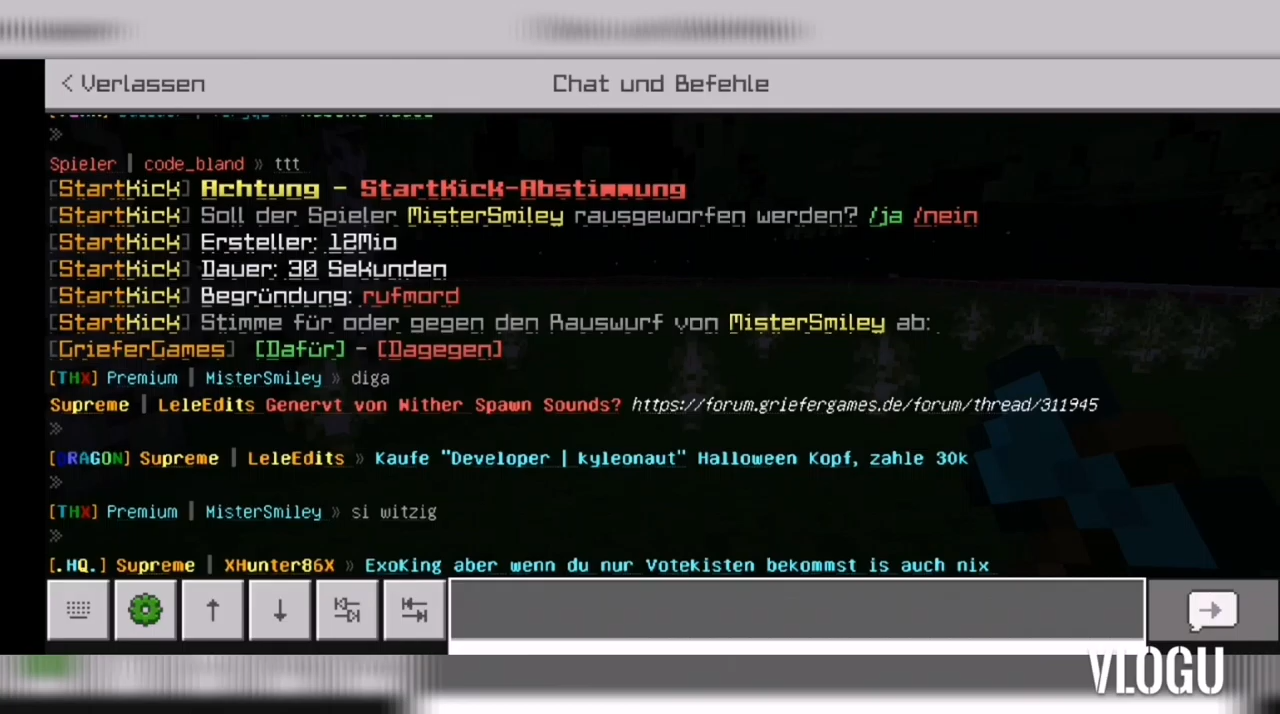 < Verlassen
Chat und Befehle
»
Spieler | code_bland » ttt
[StartKick] Achtung - StartKick-Abstimmung
[StartKick] Soll der Spieler MisterSmiley rausgeworfen werden? /ja /nein
[StartKick] Ersteller: 12Mio
[StartKick] Dauer: 30 Sekunden
[StartKick] Begründung: rufmord
[StartKick] Stimme für oder gegen den Rauswurf von MisterSmiley ab:
[GrieferGames] [Dafür] - [Dagegen]
[THX] Premium | MisterSmiley » diga
Supreme | LeleEdits Genervt von Wither Spawn Sounds? https://forum.griefergames.de/forum/thread/311945
»
[DRAGON] Supreme | LeleEdits » Kaufe "Developer | kyleonaut" Halloween Kopf, zahle 30k
»
[THX] Premium | MisterSmiley » si witzig
»
[.HQ.] Supreme | XHunter86X » ExoKing aber wenn du nur Votekisten bekommst is auch nix
VLOGU